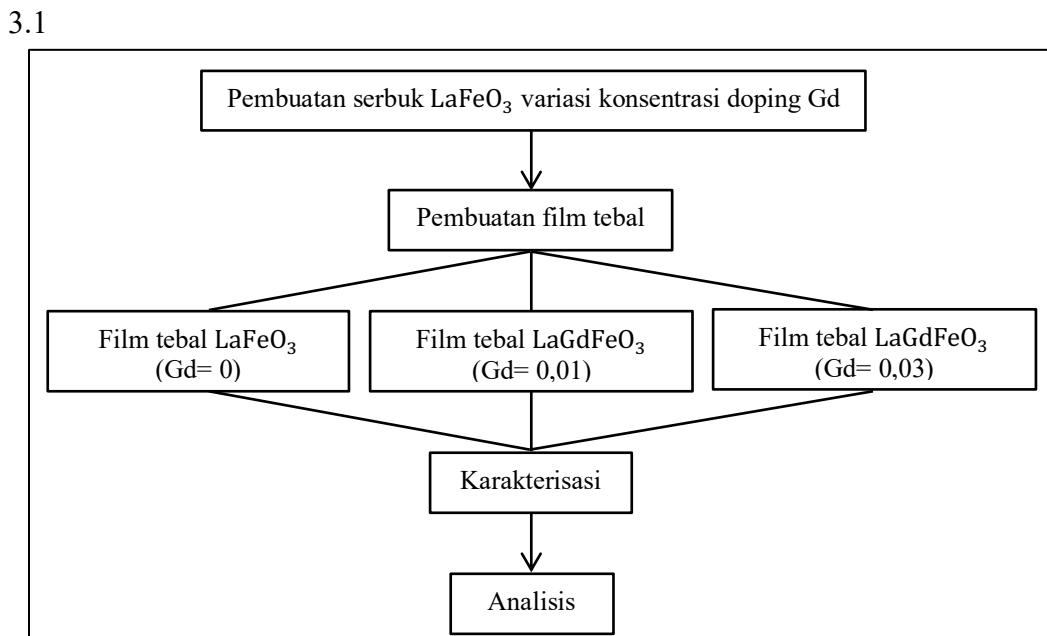 3.1
Pembuatan serbuk LaFeO₃ variasi konsentrasi doping Gd
Pembuatan film tebal
Film tebal LaFeO₃
(Gd= 0)
Film tebal LaGdFeO₃
(Gd= 0,01)
Film tebal LaGdFeO₃
(Gd= 0,03)
Karakterisasi
Analisis